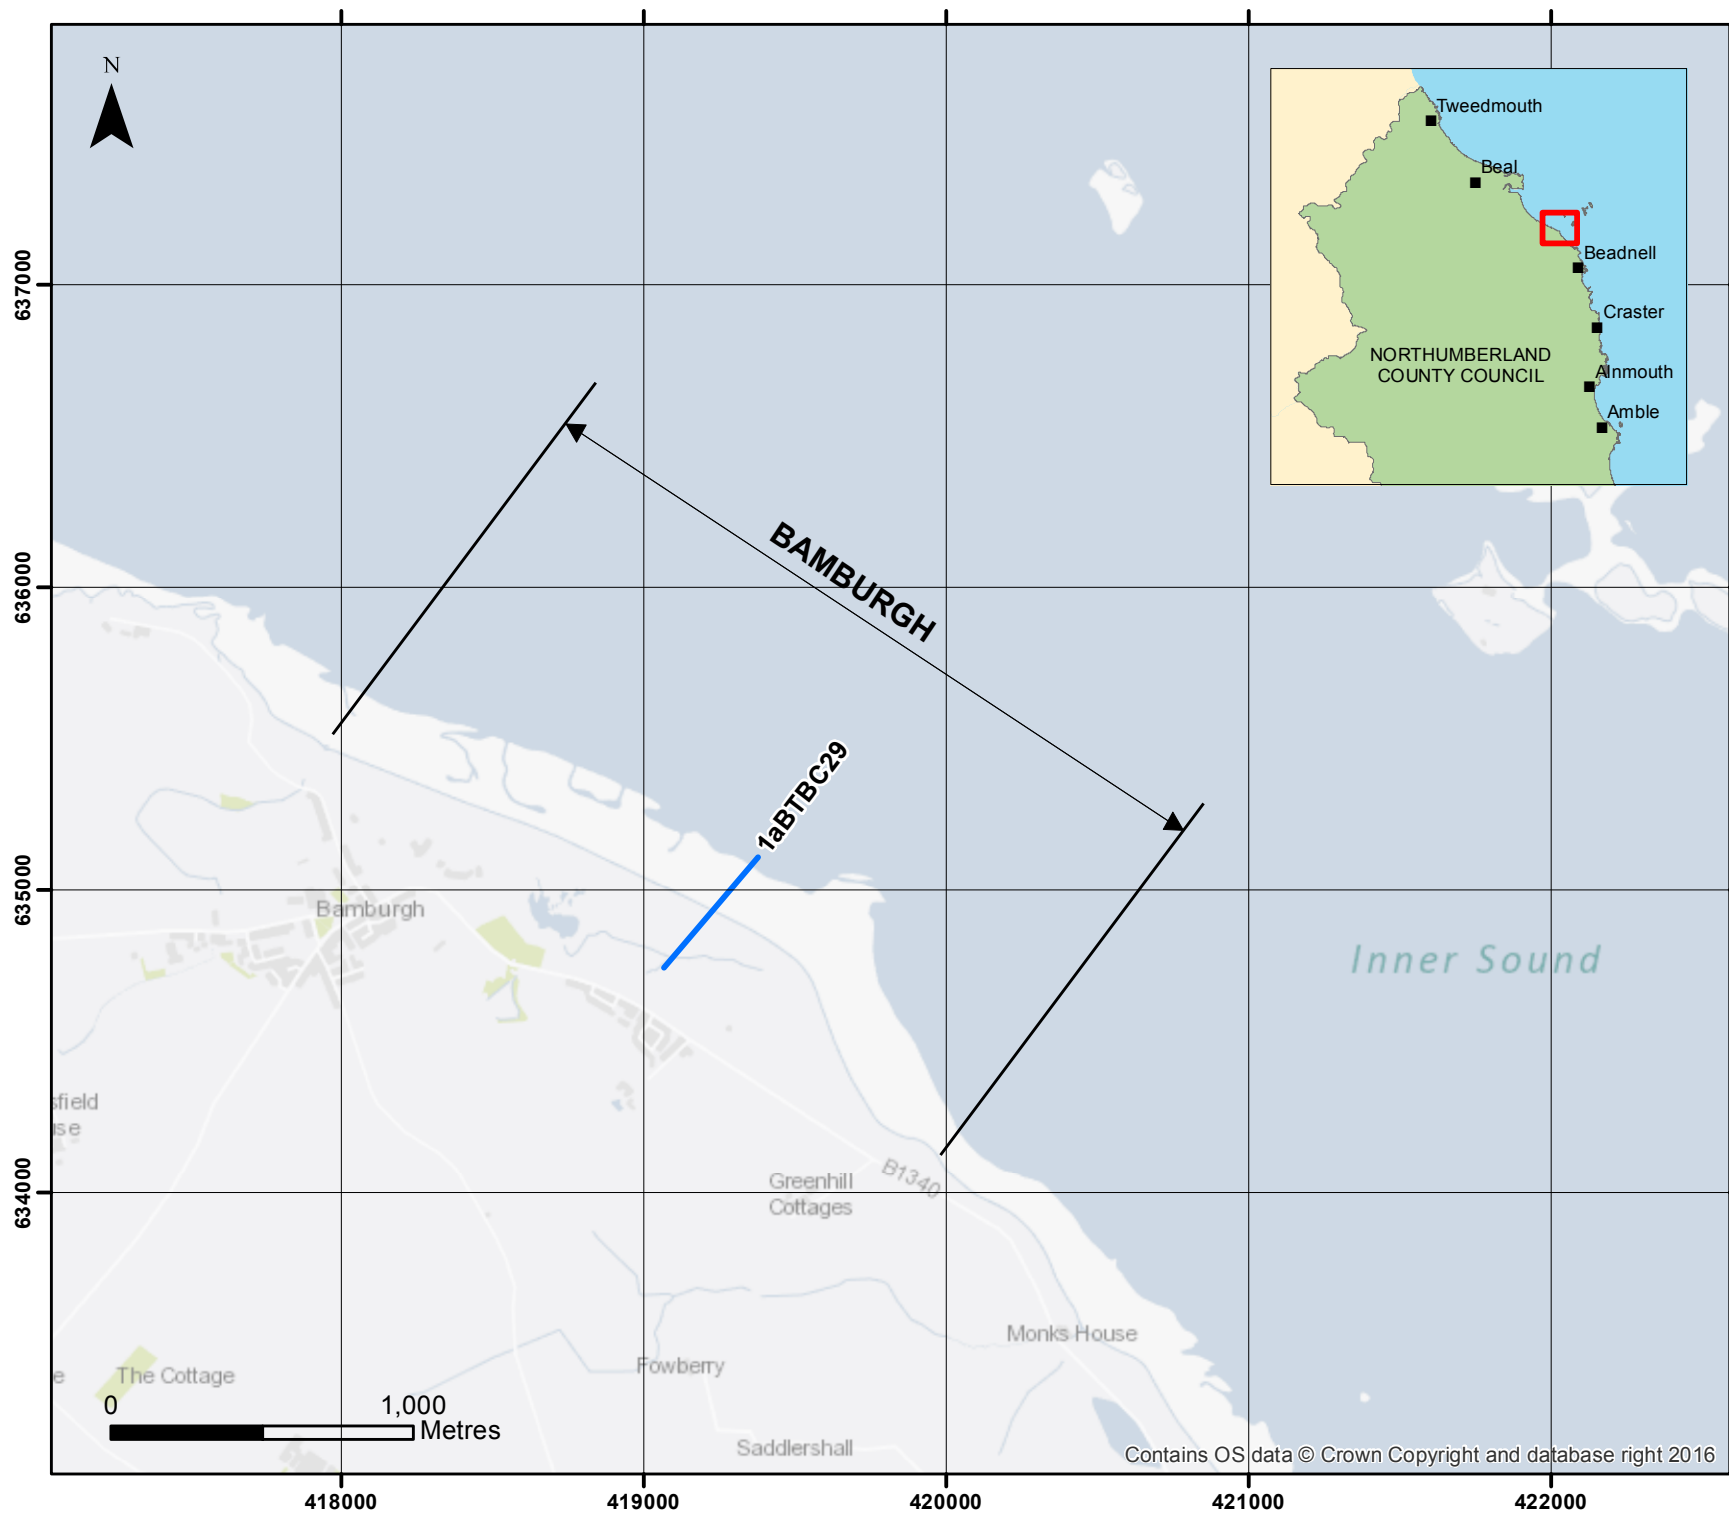 N
Tweedmouth
Beal
Beadnell
Craster
Alnmouth
Amble
NORTHUMBERLAND
COUNTY COUNCIL
637000
636000
635000
634000
BAMBURGH
1aBTBC29
Bamburgh
Inner Sound
sfield
use
Greenhill
Cottages
B1340
Monks House
Fowberry
The Cottage
e
Saddlershall
0 1,000
Metres
Contains OS data © Crown Copyright and database right 2016
418000 419000 420000 421000 422000